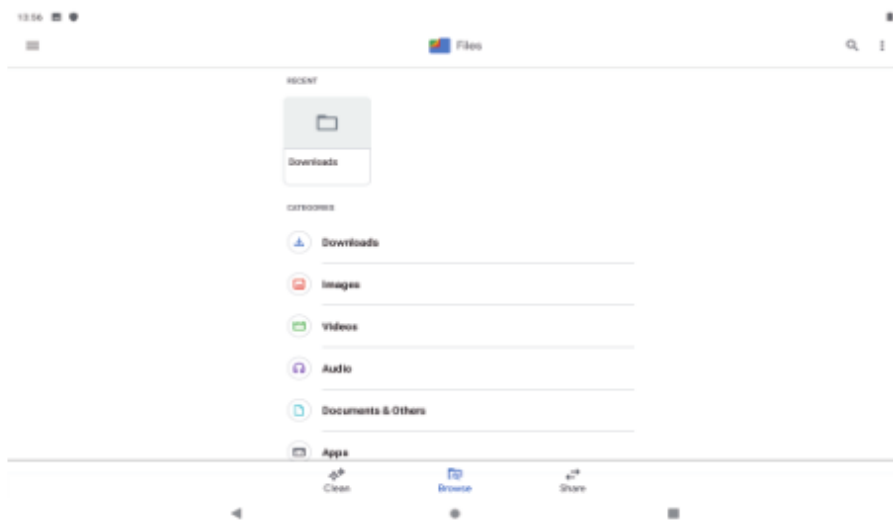 13:56
Files
RECENT
Downloads
CATEGORIES
Downloads
Images
Videos
Audio
Documents & Others
Apps
Clean
Browse
Share